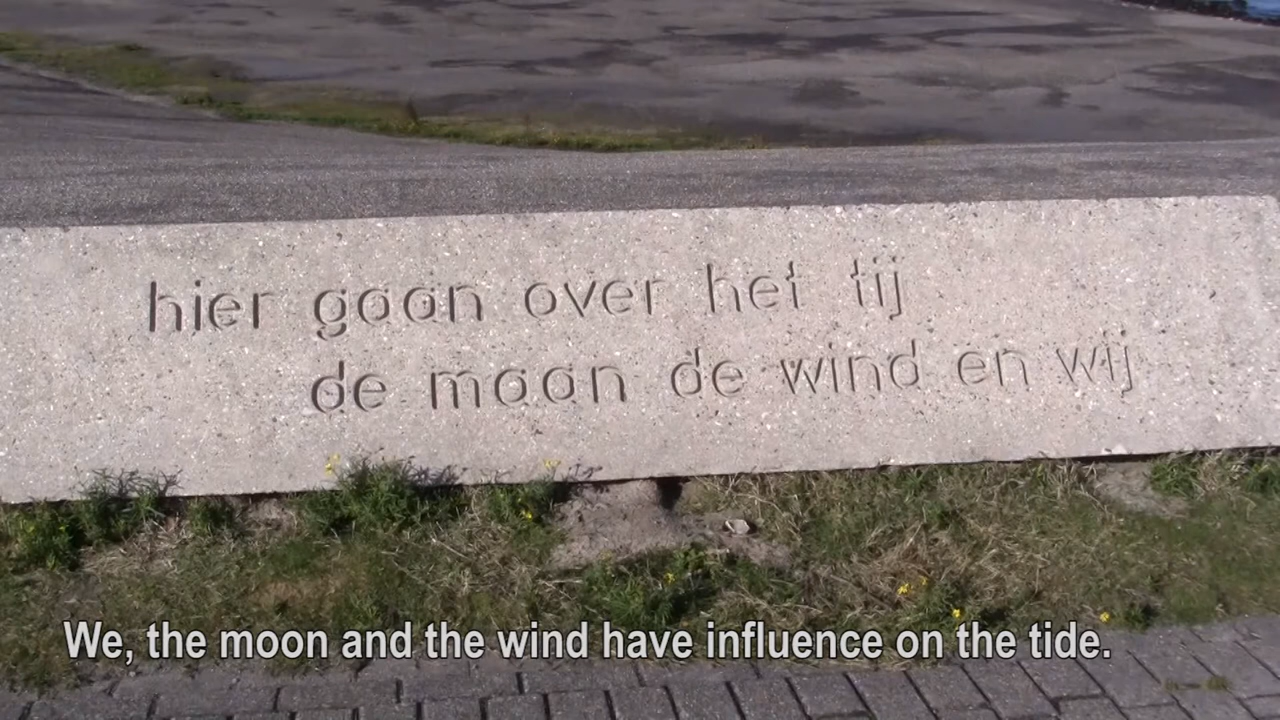 hier gaan over het tij
de maan de wind en wij
We, the moon and the wind have influence on the tide.